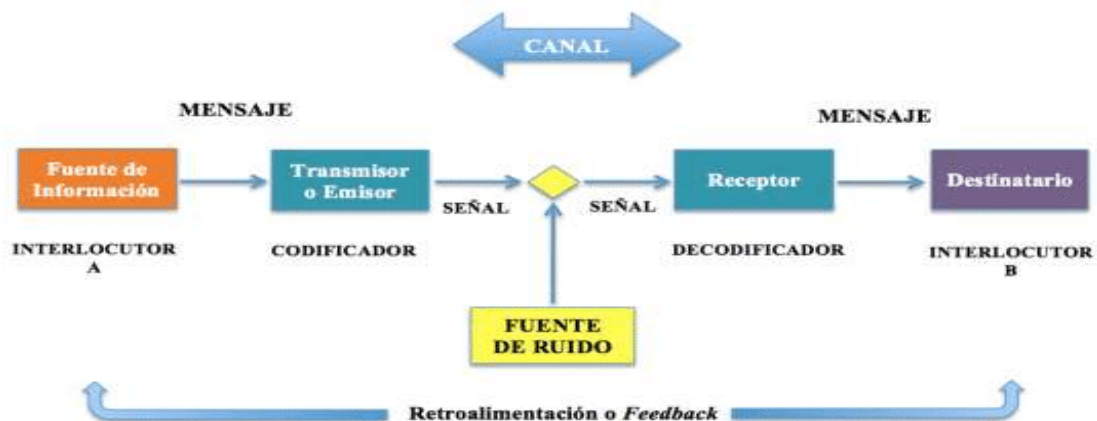 CANAL
MENSAJE
MENSAJE
Fuente de
Información
Transmisor
o Emisor
SEÑAL
SEÑAL
Receptor
Destinatario
INTERLOCUTOR
A
CODIFICADOR
DECODIFICADOR
INTERLOCUTOR
B
FUENTE
DE RUIDO
Retroalimentación o Feedback